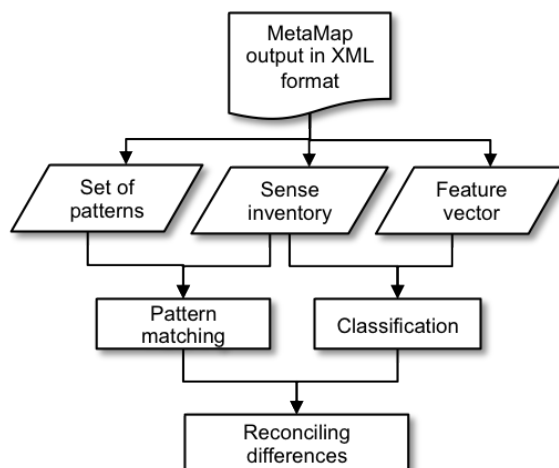 MetaMap
output in XML
format
Set of
patterns
Sense
inventory
Feature
vector
Pattern
matching
Classification
Reconciling
differences